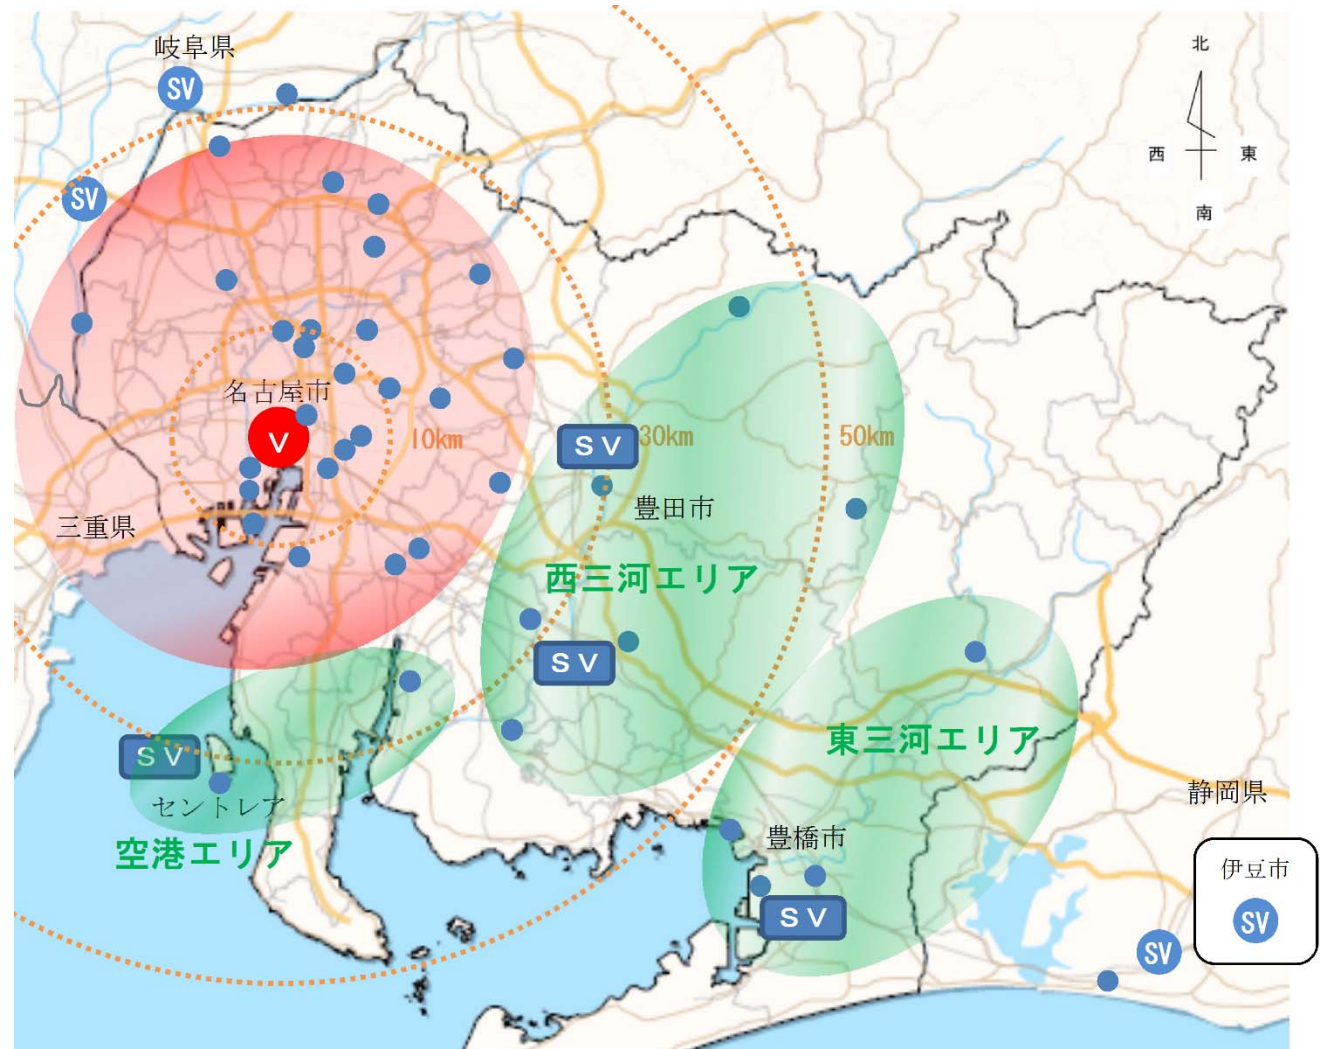 岐阜県
SV
北
西
東
南
SV
名古屋市
V
10km
SV
30km
50km
豊田市
三重県
西三河エリア
SV
東三河エリア
SV
セントレア
空港エリア
静岡県
豊橋市
伊豆市
SV
SV
SV